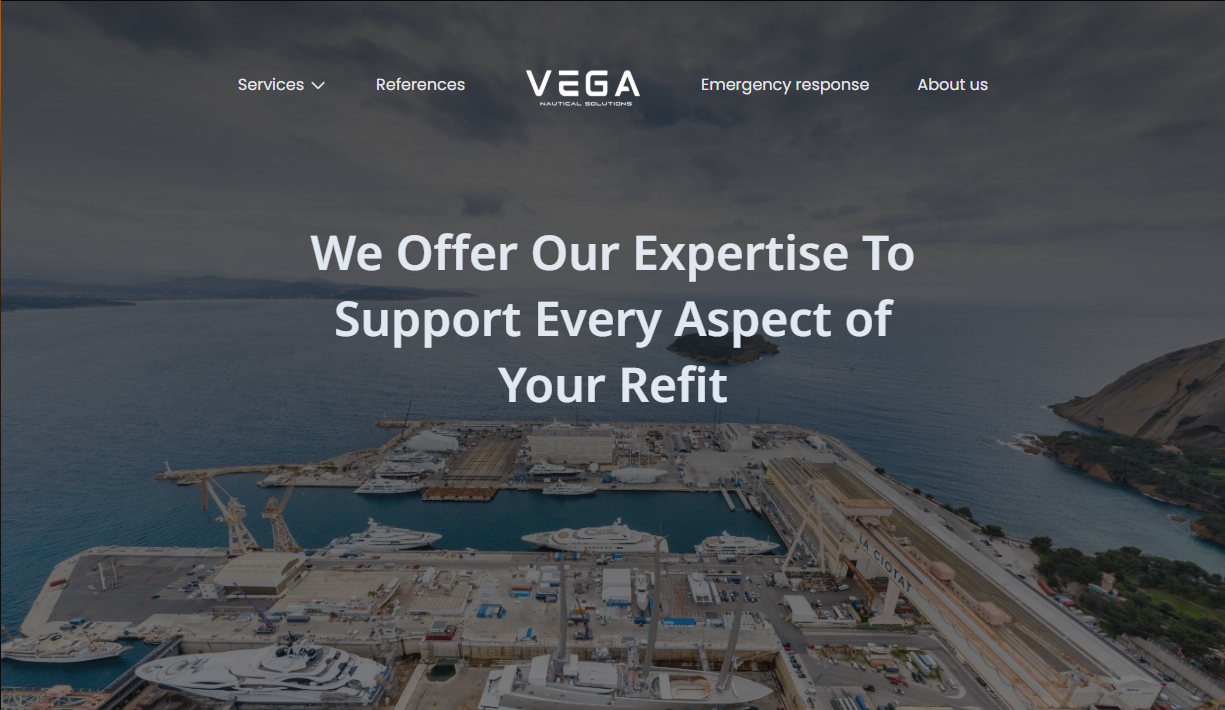 Services
References
VEGA
NAUTICAL SOLUTIONS
Emergency response
About us
We Offer Our Expertise To
Support Every Aspect of
Your Refit
LA CIOTAT